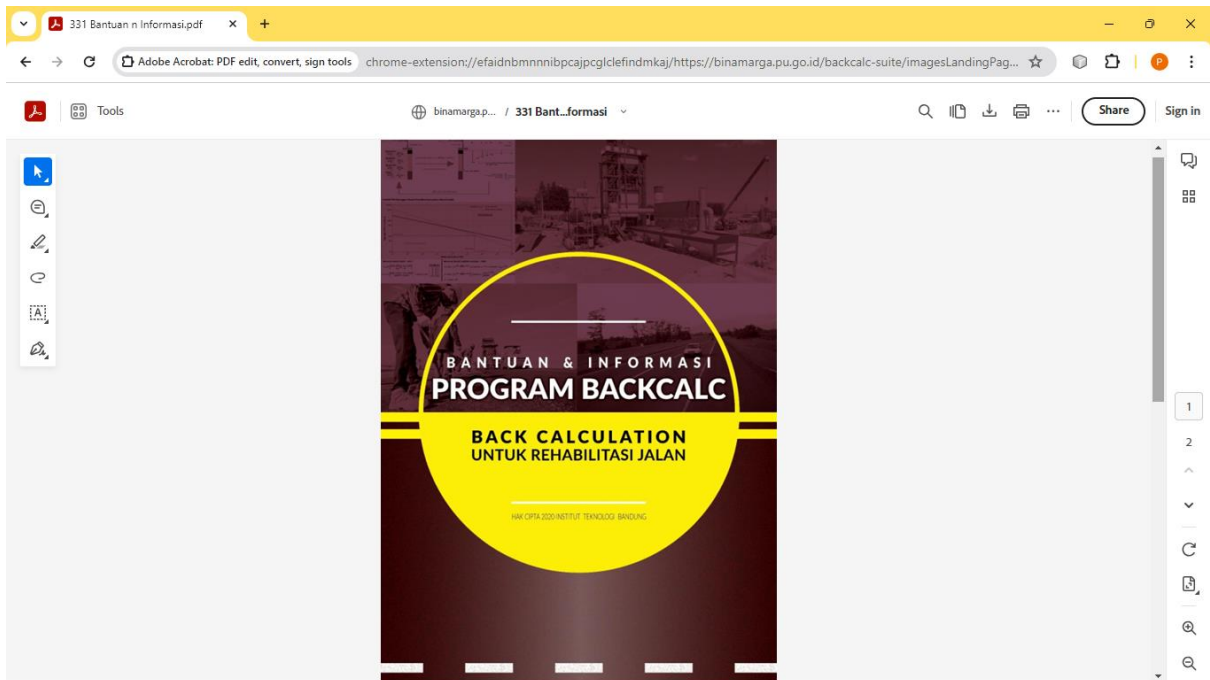 331 Bantuan n Informasi.pdf
Adobe Acrobat: PDF edit, convert, sign tools
chrome-extension://efaidnbmnnnibpcajpcglclefindmkaj/https://binamarga.pu.go.id/backcalc-suite/imagesLandingPag...
P
Tools
binamarga.p... / 331 Bant...formasi
Share
Sign in
BANTUAN & INFORMASI
PROGRAM BACKCALC
BACK CALCULATION
UNTUK REHABILITASI JALAN
HAK CIPTA 2020 INSTITUT TEKNOLOGI BANDUNG
1
2